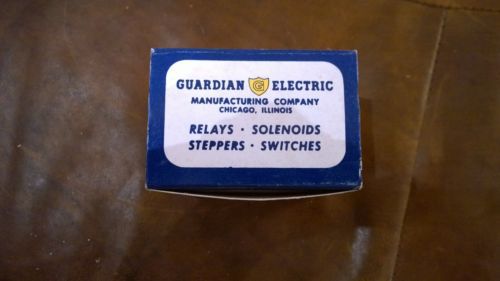 GUARDIAN G ELECTRIC
MANUFACTURING COMPANY
CHICAGO, ILLINOIS
RELAYS · SOLENOIDS
STEPPERS · SWITCHES